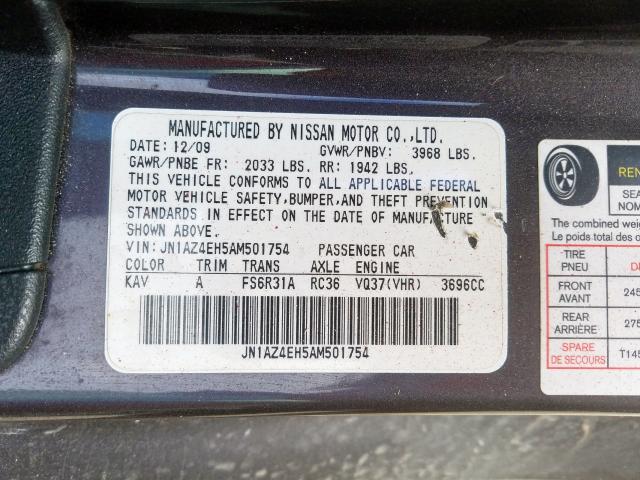 MANUFACTURED BY NISSAN MOTOR CO.,LTD.
DATE: 12/09 GVWR/PNBV: 3968 LBS.
GAWR/PNBE FR: 2033 LBS. RR: 1942 LBS.
THIS VEHICLE CONFORMS TO ALL APPLICABLE FEDERAL
MOTOR VEHICLE SAFETY,BUMPER,AND THEFT PREVENTION
STANDARDS IN EFFECT ON THE DATE OF MANUFACTURE
SHOWN ABOVE.
VIN: JN1AZ4EH5AM501754 PASSENGER CAR
COLOR TRIM TRANS AXLE ENGINE
KAV A FS6R31A RC36 VQ37(VHR) 3696CC
JN1AZ4EH5AM501754
The combined
Le poids total des
TIRE
PNEU
FRONT
AVANT
245
REAR
ARRIÈRE
275
SPARE
DE SECOURS
T145